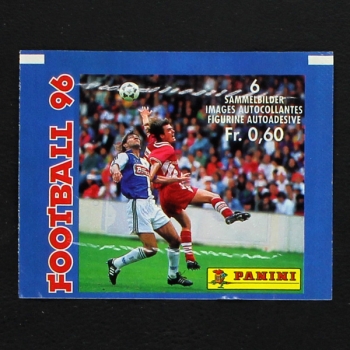 FOOTBALL 96
6
SAMMELBILDER
IMAGES AUTOCOLLANTES
FIGURINE AUTOADESIVE
Fr. 0,60
PANINI